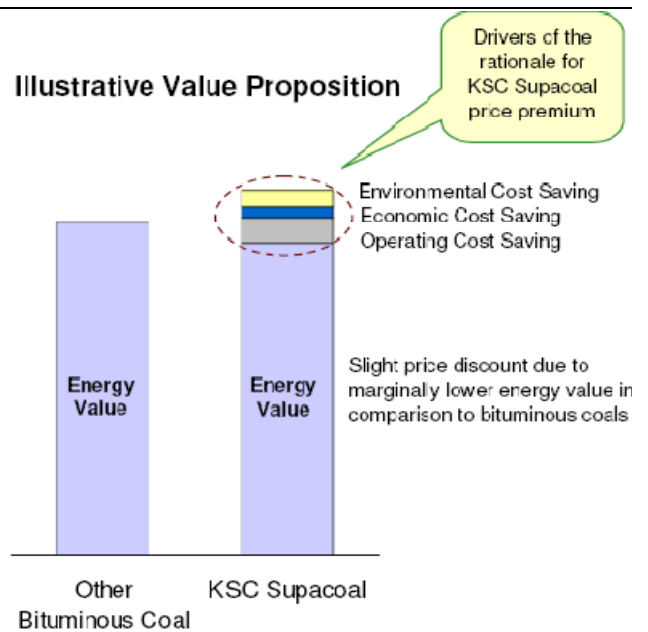 Drivers of the
rationale for
KSC Supacoal
price premium
Illustrative Value Proposition
Environmental Cost Saving
Economic Cost Saving
Operating Cost Saving
Energy
Value
Energy
Value
Slight price discount due to
marginally lower energy value in
comparison to bituminous coals
Other
Bituminous Coal
KSC Supacoal